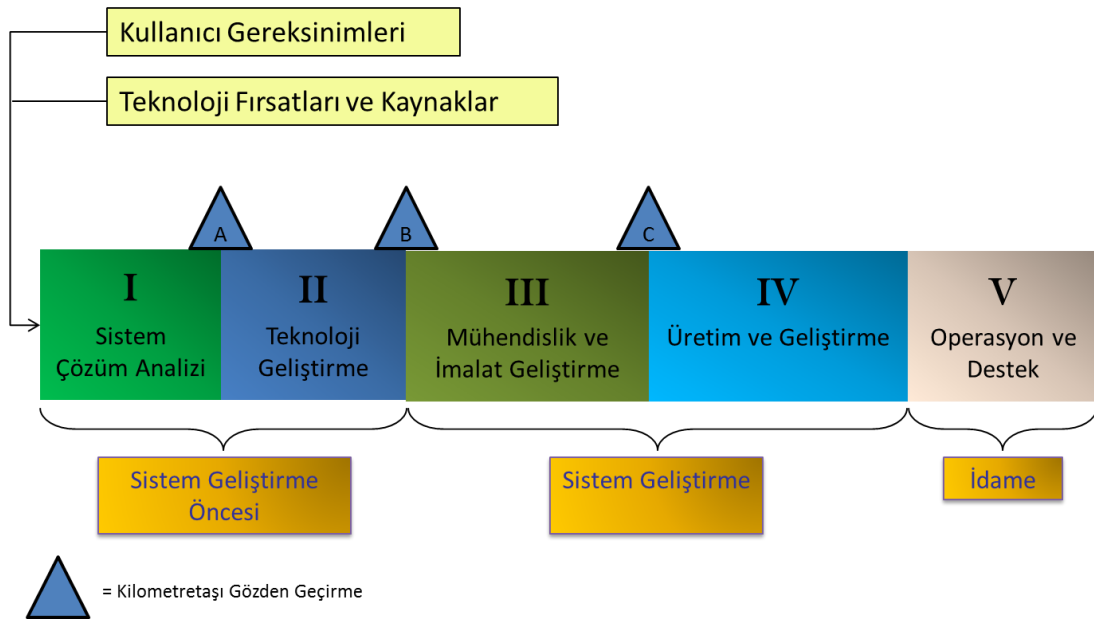 Kullanıcı Gereksinimleri
Teknoloji Fırsatları ve Kaynaklar
A
B
C
I
Sistem
Çözüm Analizi
II
Teknoloji
Geliştirme
III
Mühendislik ve
İmalat Geliştirme
IV
Üretim ve Geliştirme
V
Operasyon ve
Destek
Sistem Geliştirme
Öncesi
Sistem Geliştirme
İdame
= Kilometretaşı Gözden Geçirme